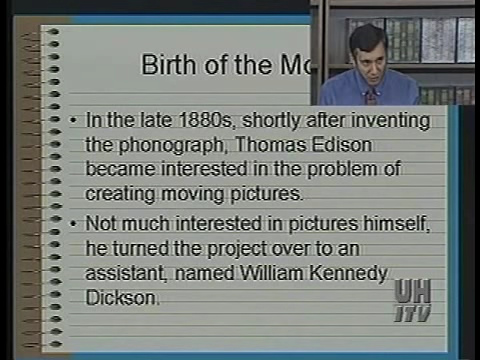 Birth of the Mo
• In the late 1880s, shortly after inventing
the phonograph, Thomas Edison
became interested in the problem of
creating moving pictures.
• Not much interested in pictures himself,
he turned the project over to an
assistant, named William Kennedy
Dickson.
UH
ITV